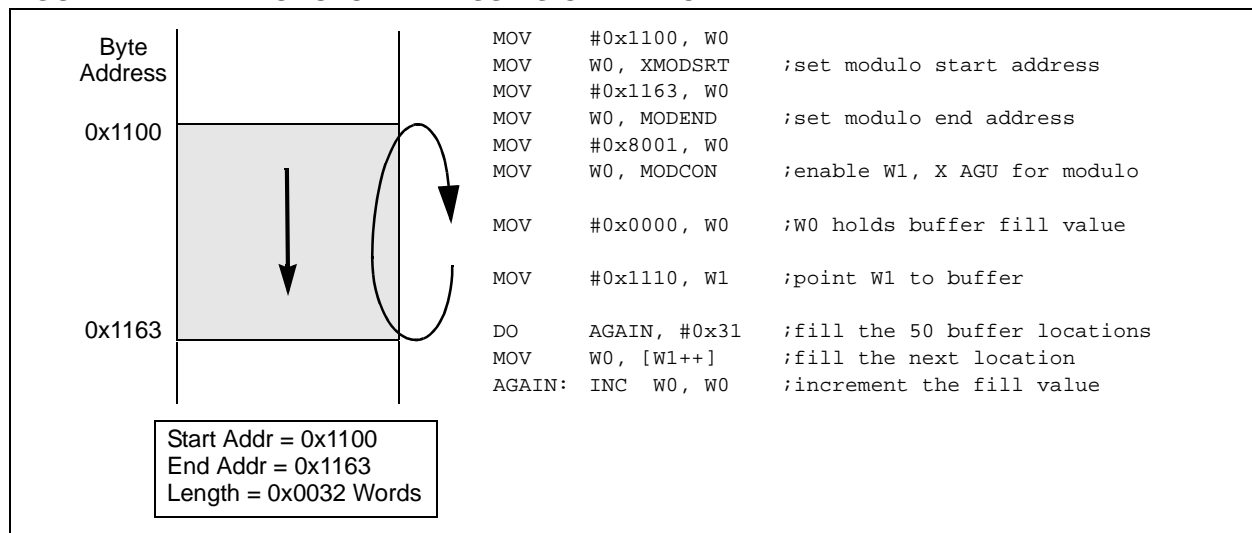 Byte
Address
0x1100
0x1163
Start Addr = 0x1100
End Addr = 0x1163
Length = 0x0032 Words
MOV #0x1100, W0
MOV W0, XMODSRT ;set modulo start address
MOV #0x1163, W0
MOV W0, MODEND ;set modulo end address
MOV #0x8001, W0
MOV W0, MODCON ;enable W1, X AGU for modulo
MOV #0x0000, W0 ;W0 holds buffer fill value
MOV #0x1110, W1 ;point W1 to buffer
DO AGAIN, #0x31 ;fill the 50 buffer locations
MOV W0, [W1++] ;fill the next location
AGAIN: INC W0, W0 ;increment the fill value